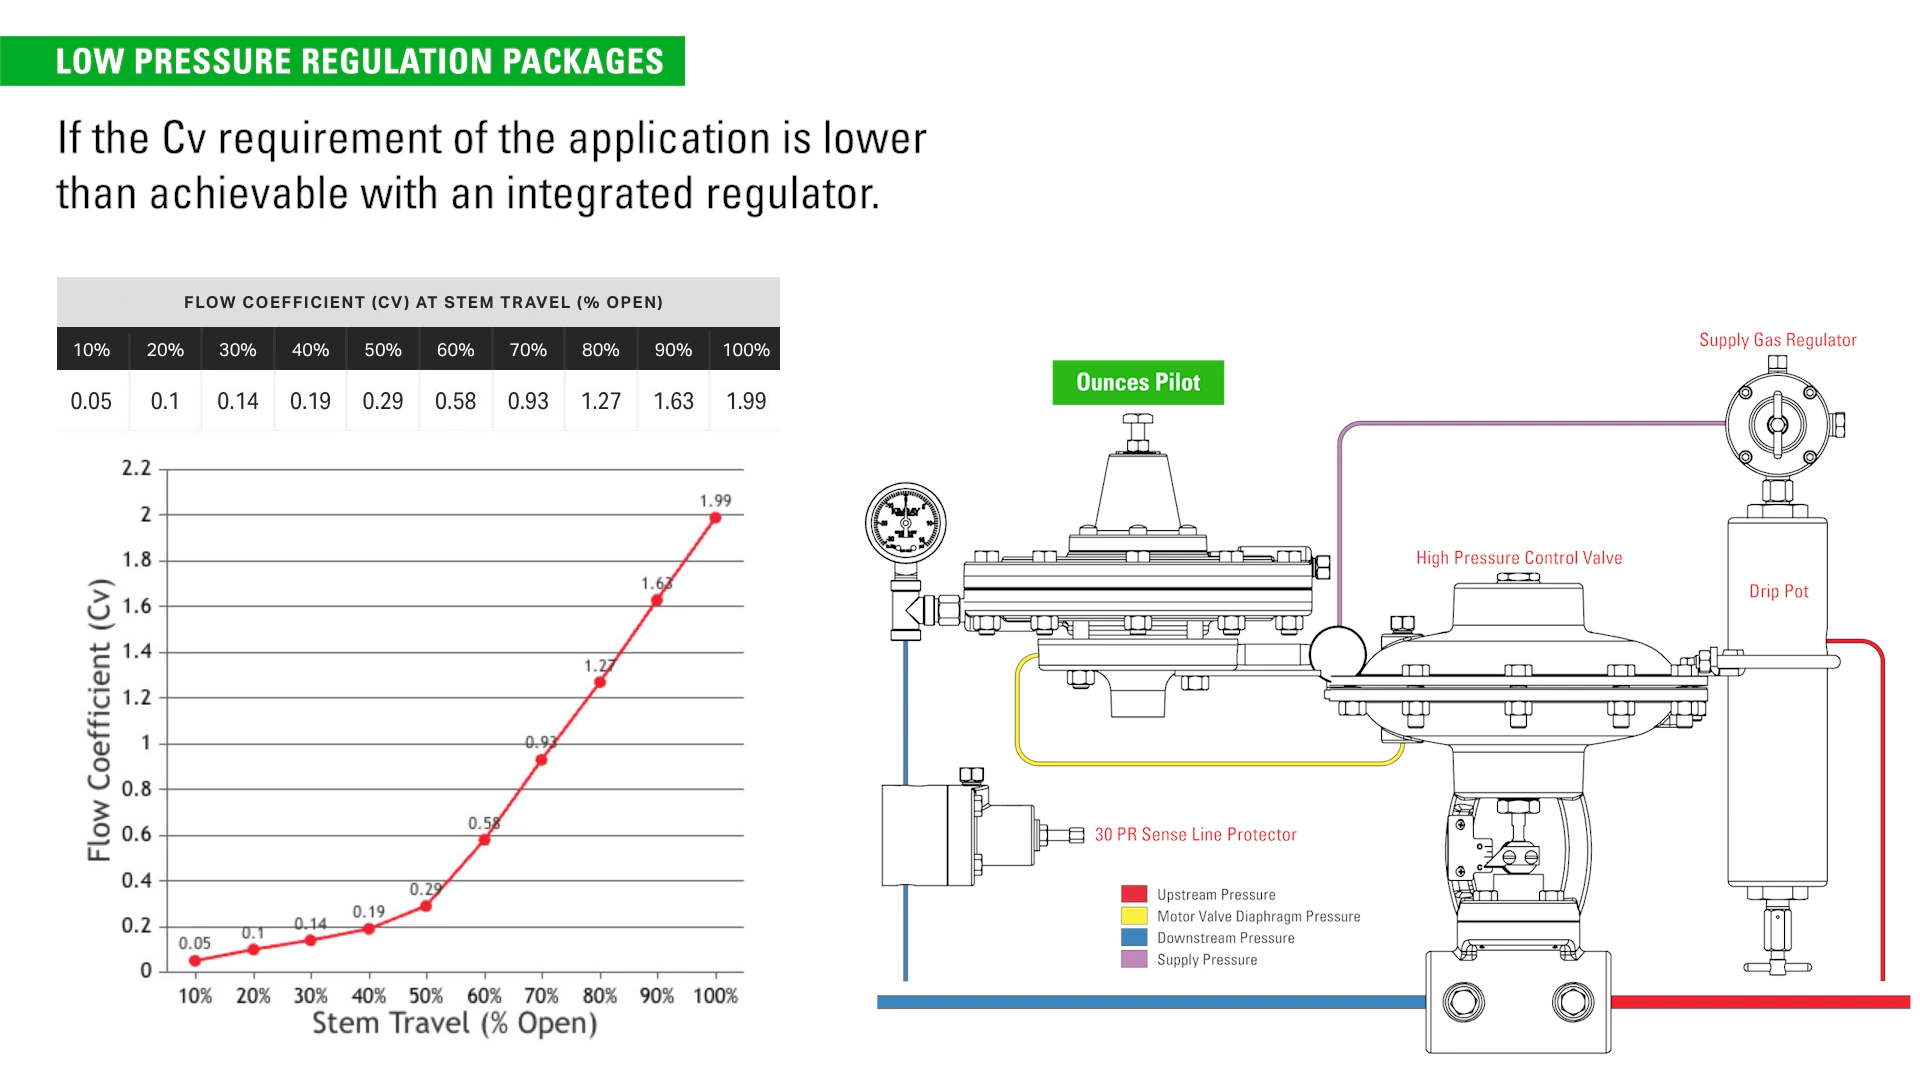 LOW PRESSURE REGULATION PACKAGES
If the Cv requirement of the application is lower
than achievable with an integrated regulator.
FLOW COEFFICIENT (CV) AT STEM TRAVEL (% OPEN)
10% 20% 30% 40% 50% 60% 70% 80% 90% 100%
0.05 0.1 0.14 0.19 0.29 0.58 0.93 1.27 1.63 1.99
Flow Coefficient (Cv)
2.2
2
1.8
1.6
1.4
1.2
1
0.8
0.6
0.4
0.2
0
0.05
0.1
0.14
0.19
0.29
0.58
0.93
1.27
1.63
1.99
10% 20% 30% 40% 50% 60% 70% 80% 90% 100%
Stem Travel (% Open)
Ounces Pilot
Supply Gas Regulator
High Pressure Control Valve
Drip Pot
30 PR Sense Line Protector
Upstream Pressure
Motor Valve Diaphragm Pressure
Downstream Pressure
Supply Pressure